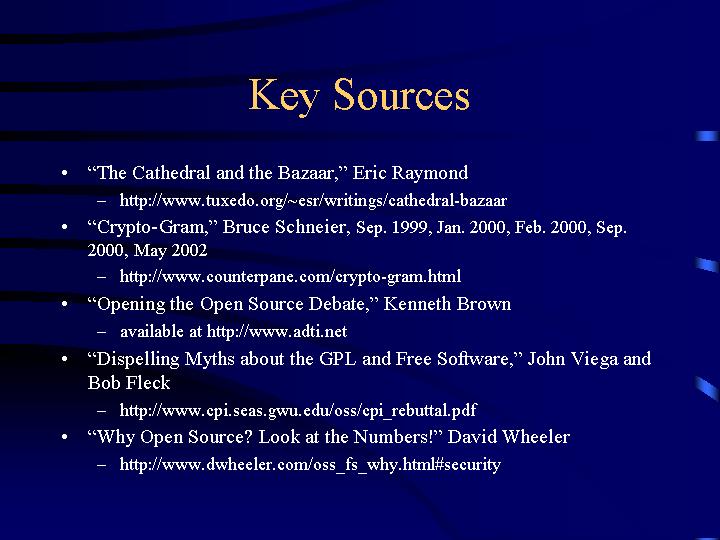 Key Sources
• “The Cathedral and the Bazaar,” Eric Raymond
– http://www.tuxedo.org/~esr/writings/cathedral-bazaar
• “Crypto-Gram,” Bruce Schneier, Sep. 1999, Jan. 2000, Feb. 2000, Sep.
2000, May 2002
– http://www.counterpane.com/crypto-gram.html
• “Opening the Open Source Debate,” Kenneth Brown
– available at http://www.adti.net
• “Dispelling Myths about the GPL and Free Software,” John Viega and
Bob Fleck
– http://www.cpi.seas.gwu.edu/oss/cpi_rebuttal.pdf
• “Why Open Source? Look at the Numbers!” David Wheeler
– http://www.dwheeler.com/oss_fs_why.html#security